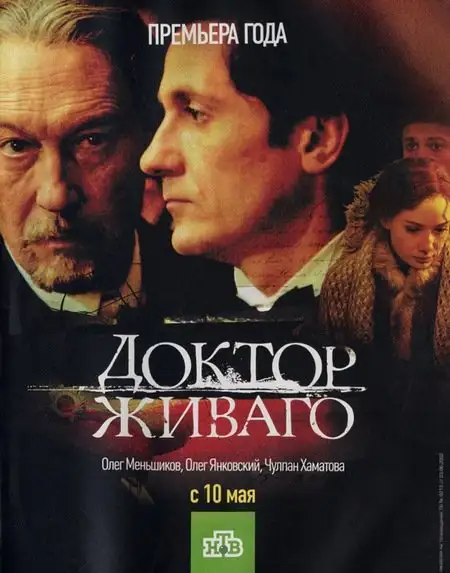 ПРЕМЬЕРА ГОДА
ДОКТОР
ЖИВАГО
Олег Меньшиков, Олег Янковский, Чулпан Хаматова
с 10 мая
НТВ